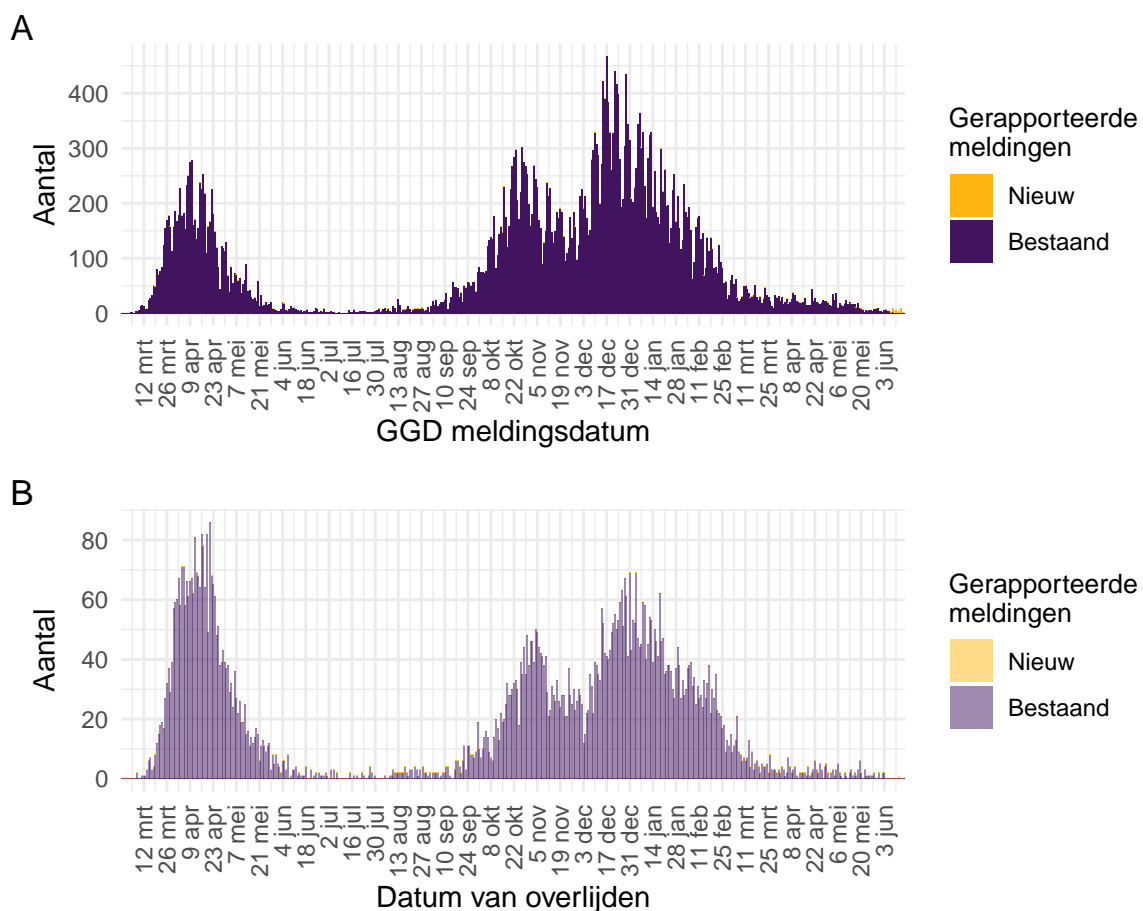 A
400
300
200
100
0
Aantal
12 mrt
26 mrt
9 apr
23 apr
7 mei
21 mei
4 jun
18 jun
2 jul
16 jul
30 jul
13 aug
27 aug
10 sep
24 sep
8 okt
22 okt
5 nov
19 nov
3 dec
17 dec
31 dec
14 jan
28 jan
11 feb
25 feb
11 mrt
25 mrt
8 apr
22 apr
6 mei
20 mei
3 jun
GGD meldingsdatum
Gerapporteerde
meldingen
Nieuw
Bestaand
B
80
60
40
20
0
Aantal
12 mrt
26 mrt
9 apr
23 apr
7 mei
21 mei
4 jun
18 jun
2 jul
16 jul
30 jul
13 aug
27 aug
10 sep
24 sep
8 okt
22 okt
5 nov
19 nov
3 dec
17 dec
31 dec
14 jan
28 jan
11 feb
25 feb
11 mrt
25 mrt
8 apr
22 apr
6 mei
20 mei
3 jun
Datum van overlijden
Gerapporteerde
meldingen
Nieuw
Bestaand